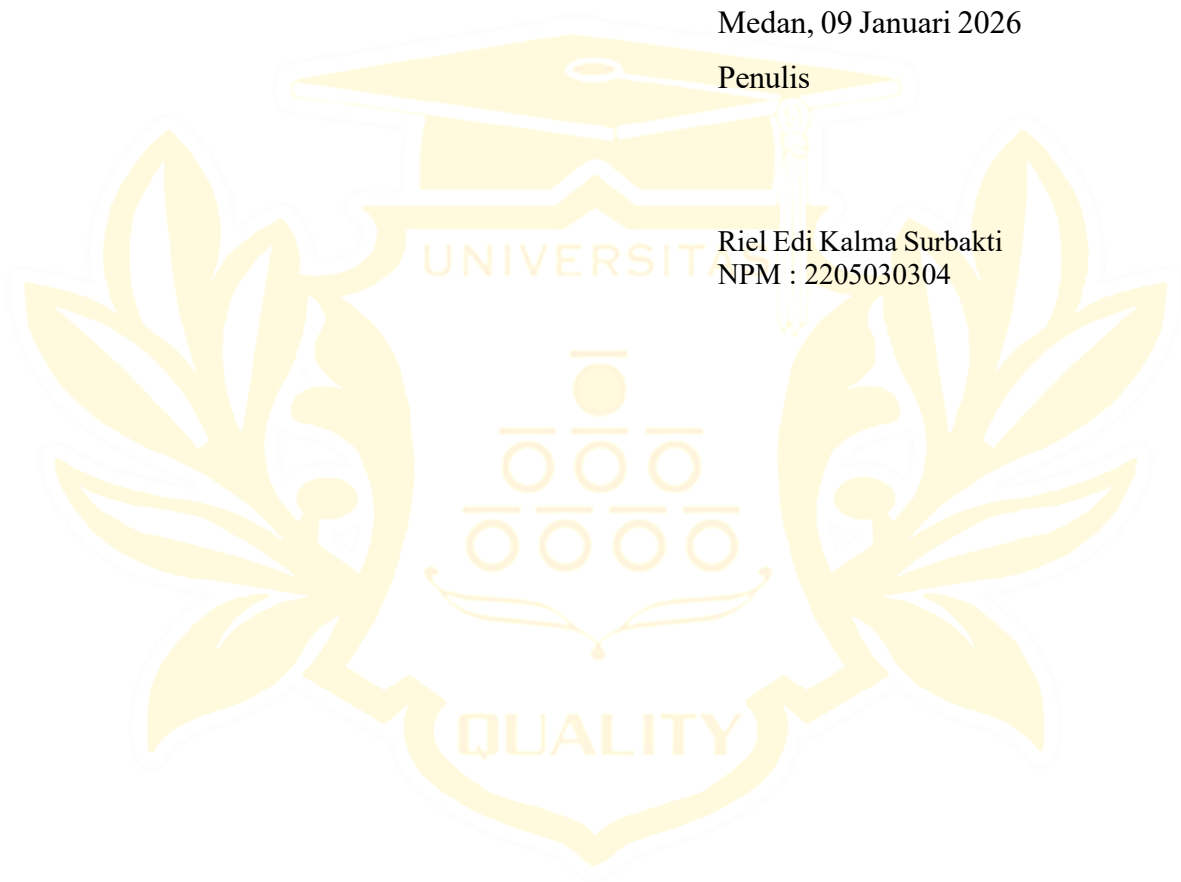 Medan, 09 Januari 2026
Penulis
Riel Edi Kalma Surbakti
NPM : 2205030304
UNIVERSITAS
QUALITY